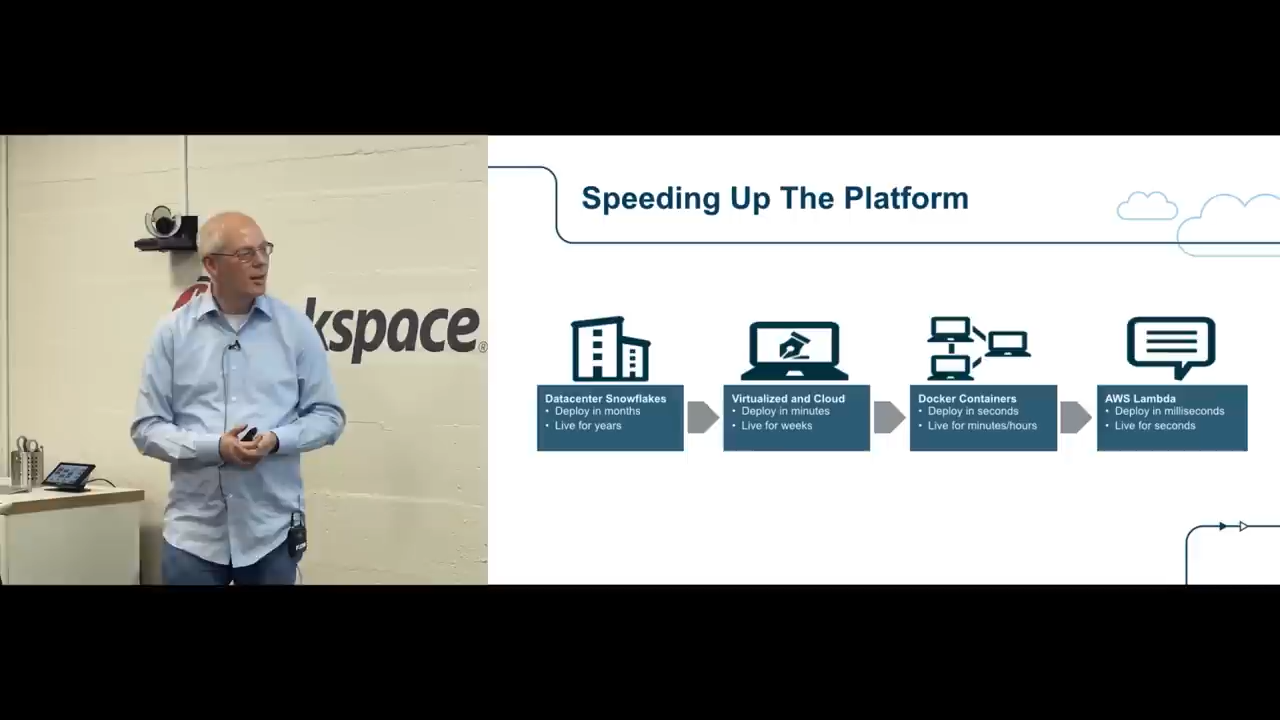 kspace®
Speeding Up The Platform
Datacenter Snowflakes
• Deploy in months
• Live for years
Virtualized and Cloud
• Deploy in minutes
• Live for weeks
Docker Containers
• Deploy in seconds
• Live for minutes/hours
AWS Lambda
• Deploy in milliseconds
• Live for seconds